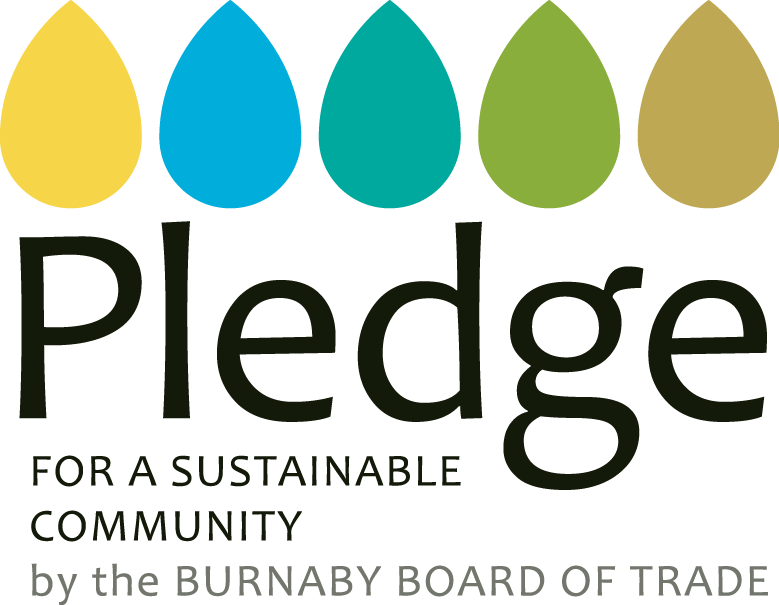 Pledge
FOR A SUSTAINABLE
COMMUNITY
by the BURNABY BOARD OF TRADE